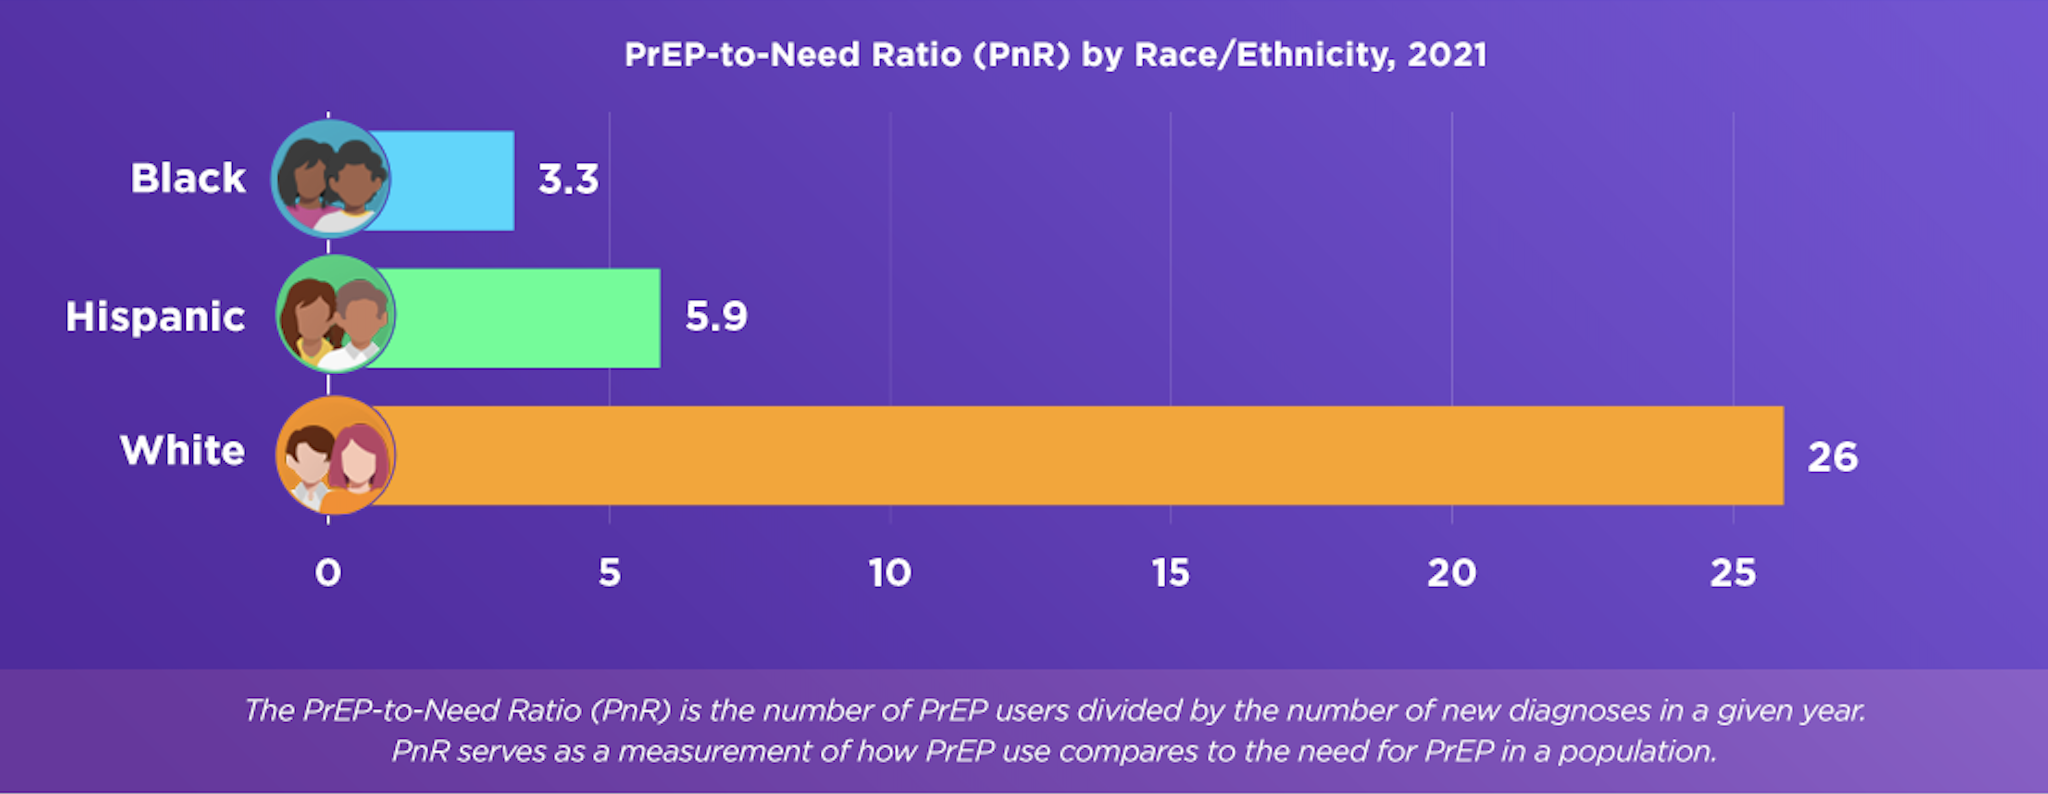 PrEP-to-Need Ratio (PnR) by Race/Ethnicity, 2021
Black 3.3
Hispanic 5.9
White 26
0 5 10 15 20 25
The PrEP-to-Need Ratio (PnR) is the number of PrEP users divided by the number of new diagnoses in a given year.
PnR serves as a measurement of how PrEP use compares to the need for PrEP in a population.